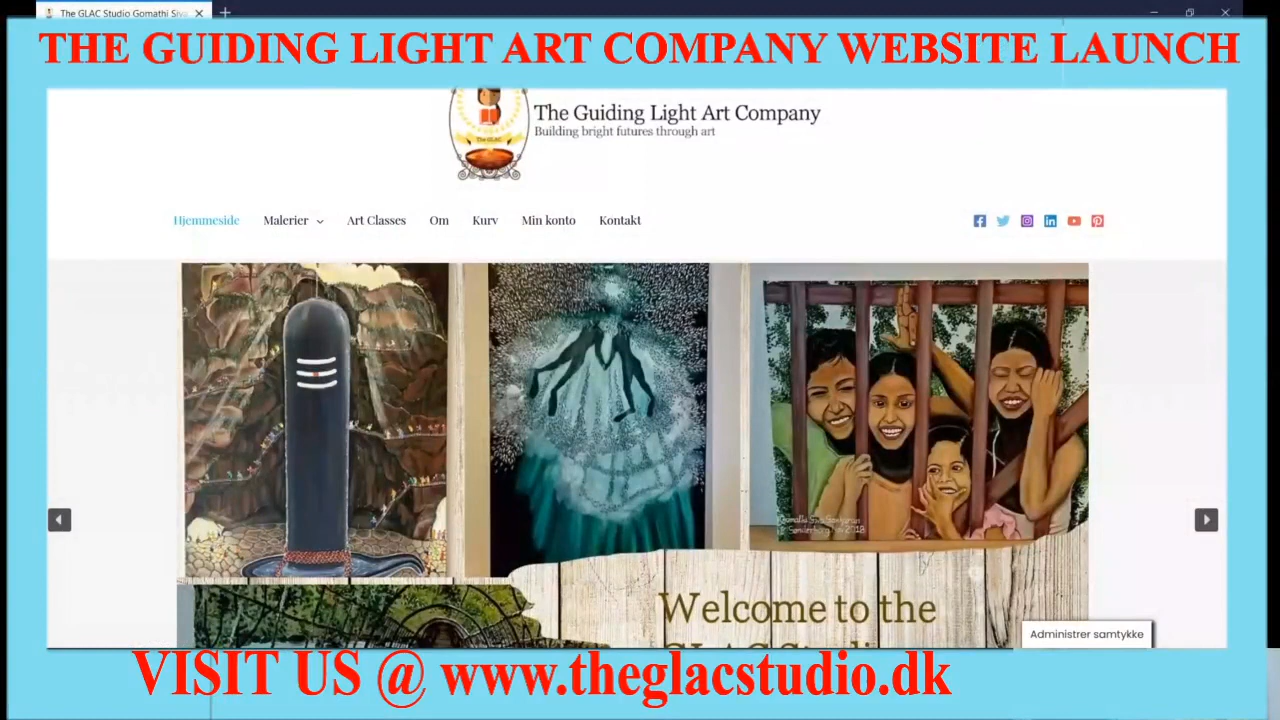 The GLAC Studio Gomathi Siva
THE GUIDING LIGHT ART COMPANY WEBSITE LAUNCH
The GLAC
The Guiding Light Art Company
Building bright futures through art
Hjemmeside Malerier Art Classes Om Kurv Min konto Kontakt
Welcome to the
Administrer samtykke
VISIT US @ www.theglacstudio.dk